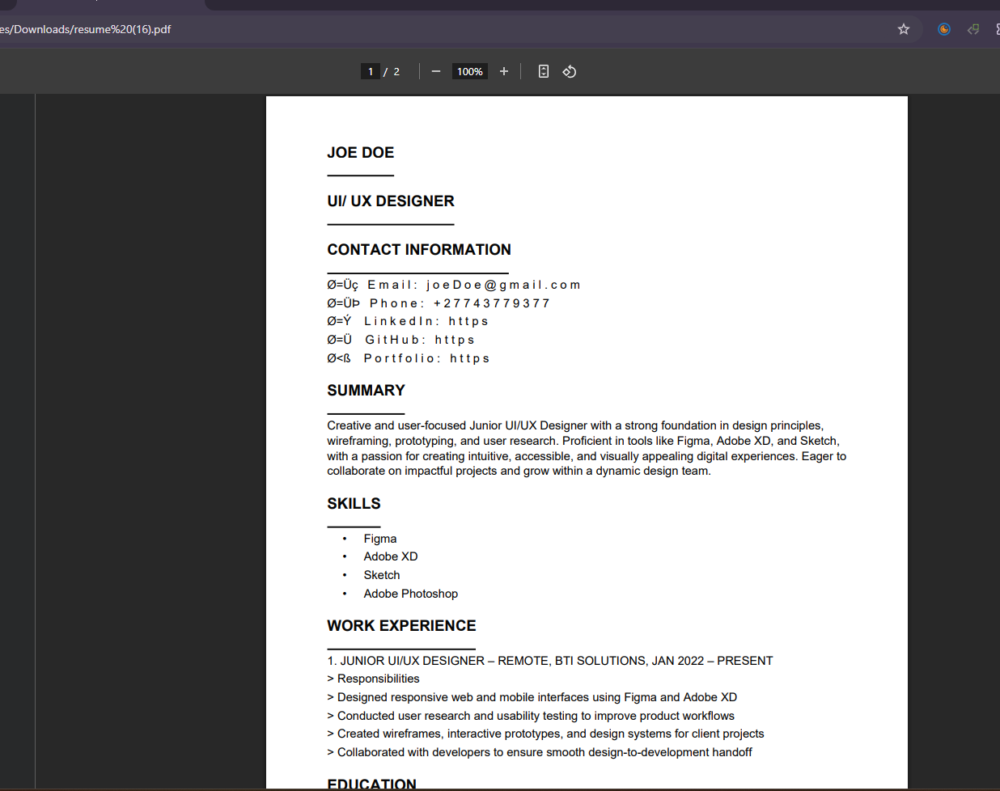 es/Downloads/resume%20(16).pdf
1 / 2 − 100% +
JOE DOE
UI/ UX DESIGNER
CONTACT INFORMATION
Ø=Üç Email: joeDoe@gmail.com
Ø=ÜÞ Phone: +27743779377
Ø=Ý LinkedIn: https
Ø=Ü GitHub: https
Ø<ß Portfolio: https
SUMMARY
Creative and user-focused Junior UI/UX Designer with a strong foundation in design principles,
wireframing, prototyping, and user research. Proficient in tools like Figma, Adobe XD, and Sketch,
with a passion for creating intuitive, accessible, and visually appealing digital experiences. Eager to
collaborate on impactful projects and grow within a dynamic design team.
SKILLS
• Figma
• Adobe XD
• Sketch
• Adobe Photoshop
WORK EXPERIENCE
1. JUNIOR UI/UX DESIGNER – REMOTE, BTI SOLUTIONS, JAN 2022 – PRESENT
> Responsibilities
> Designed responsive web and mobile interfaces using Figma and Adobe XD
> Conducted user research and usability testing to improve product workflows
> Created wireframes, interactive prototypes, and design systems for client projects
> Collaborated with developers to ensure smooth design-to-development handoff
EDUCATION